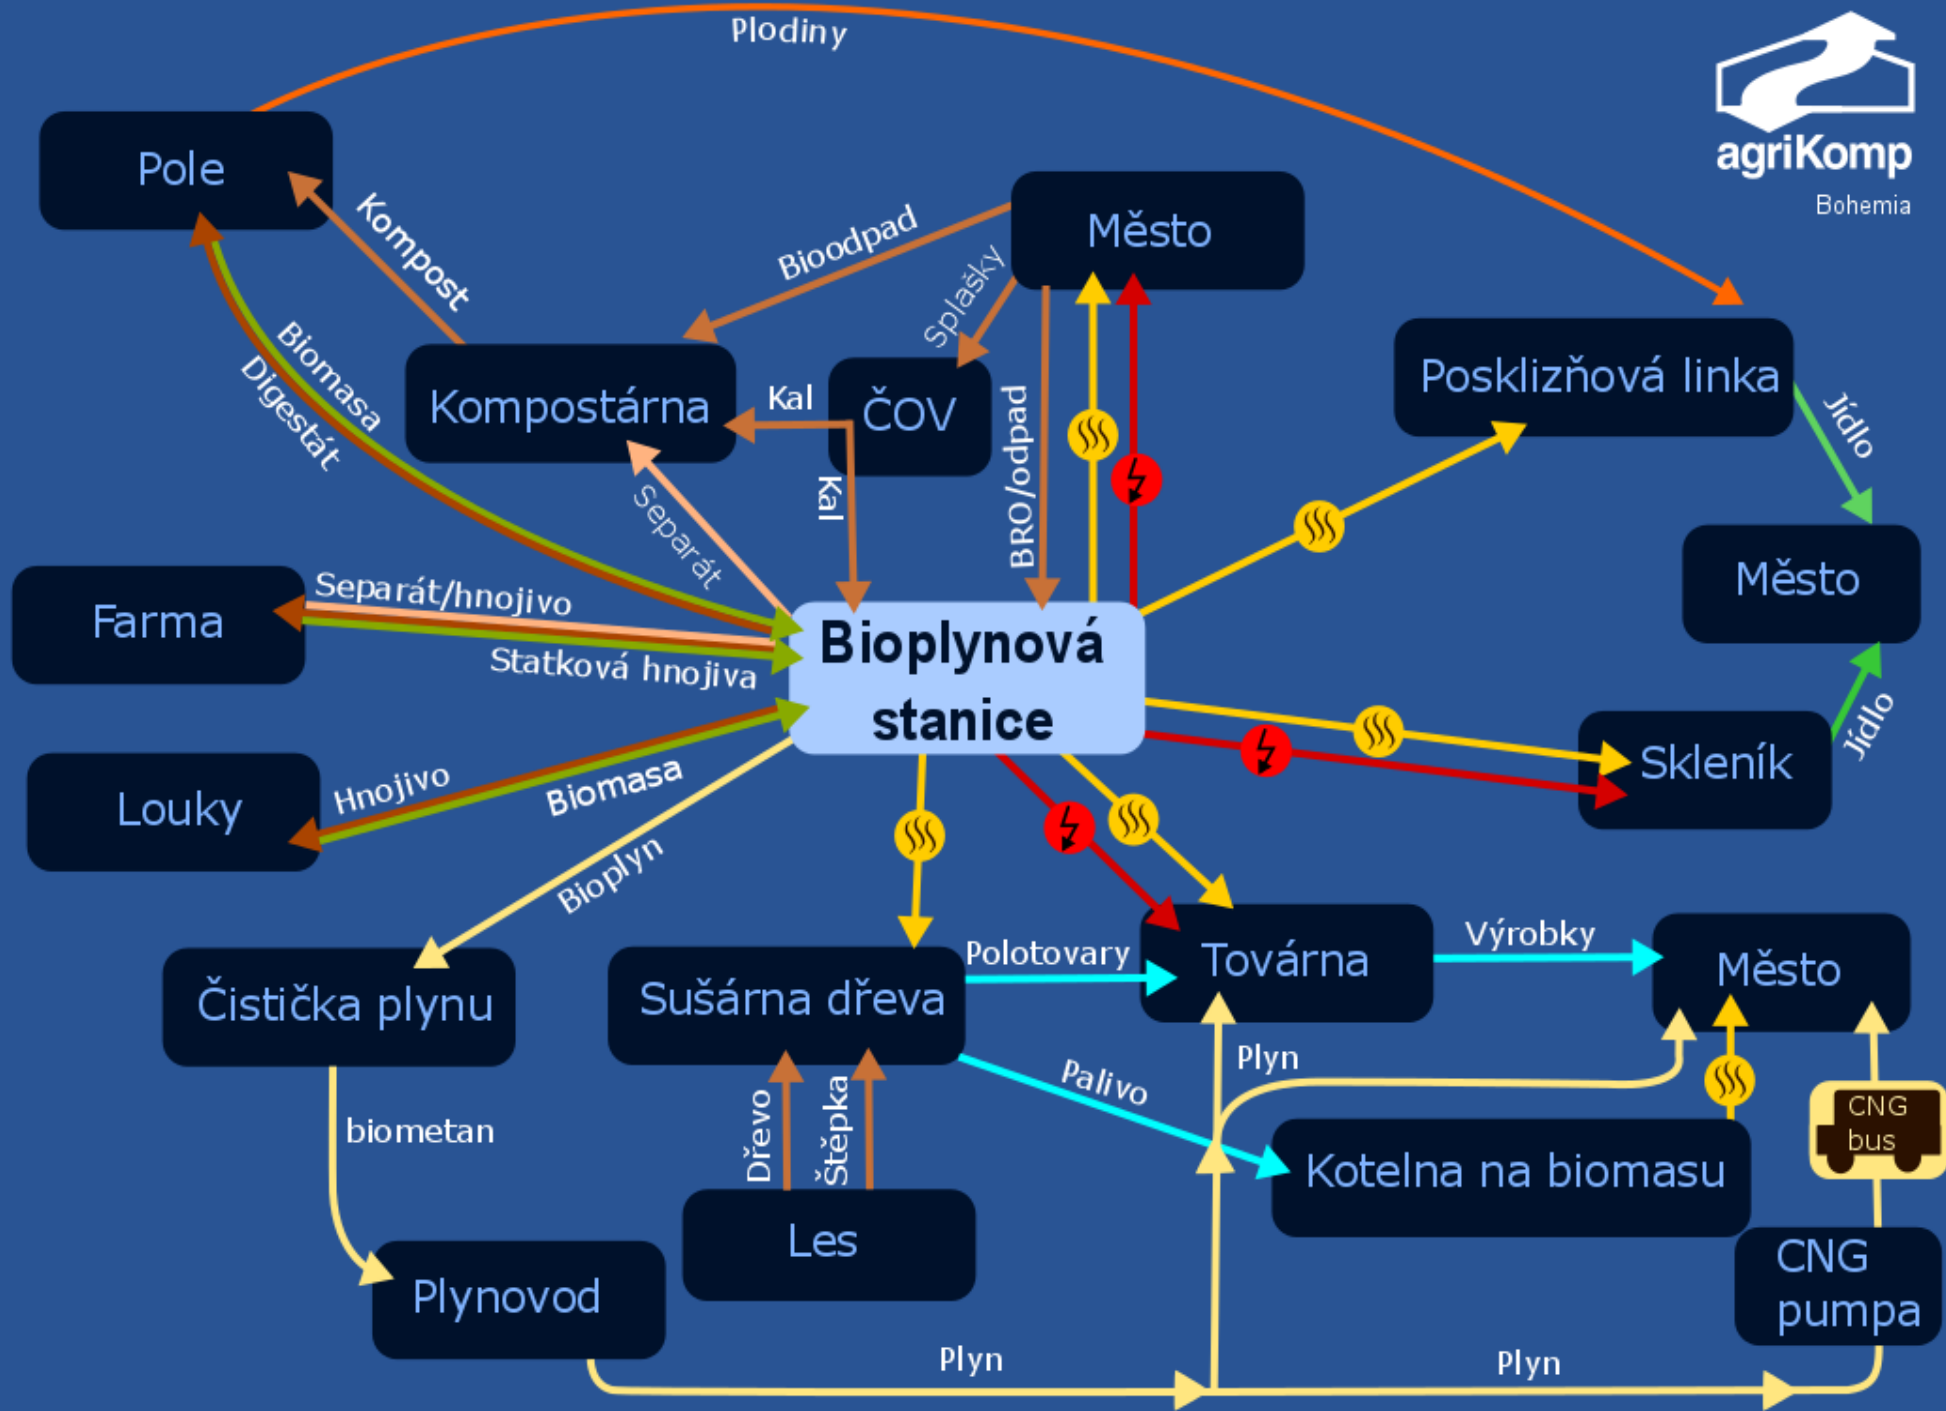 Plodiny
agriKomp
Bohemia
Pole
Kompost
Bioodpad
Město
Splašky
Biomasa
Digestát
Kompostárna
Kal
ČOV
Kal
BRO/odpad
Separát
Posklizňová linka
Jídlo
Město
Farma
Separát/hnojivo
Statková hnojiva
Bioplynová
stanice
Skleník
Jídlo
Louky
Hnojivo
Biomasa
Bioplyn
Čistička plynu
Sušárna dřeva
Polotovary
Továrna
Výrobky
Město
biometan
Dřevo
Štěpka
Palivo
Plyn
Kotelna na biomasu
CNG
bus
Les
Plynovod
CNG
pumpa
Plyn
Plyn